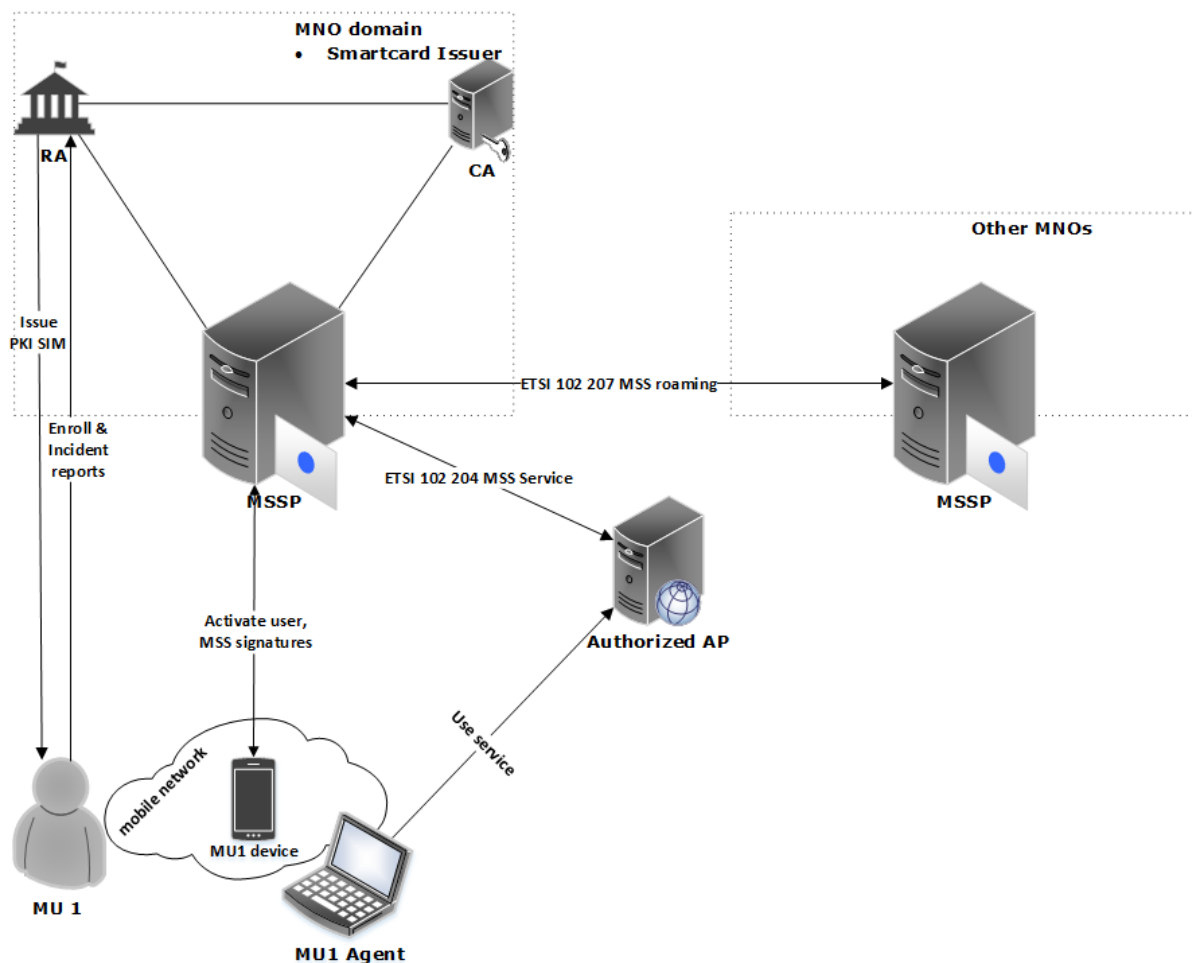 MNO domain
• Smartcard Issuer
RA
CA
Other MNOs
Issue
PKI SIM
ETSI 102 207 MSS roaming
Enroll &
Incident
reports
ETSI 102 204 MSS Service
MSSP
MSSP
Activate user,
MSS signatures
Authorized AP
Use service
mobile network
MU1 device
MU 1
MU1 Agent